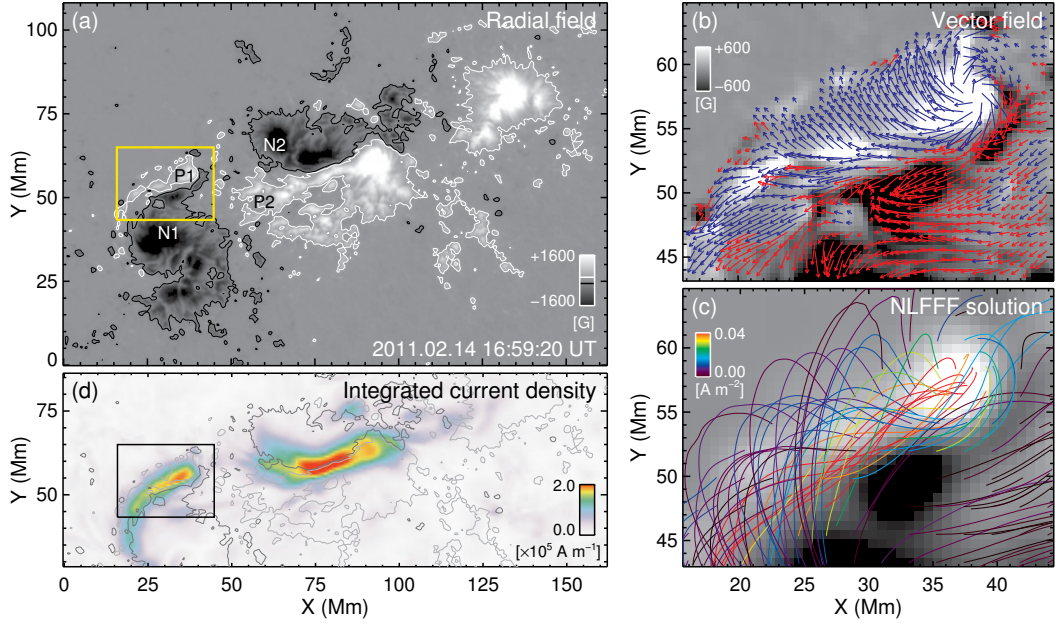 (a) Radial field
100
75
50
25
0
Y (Mm)
N2
P1
P2
N1
+1600
−1600
[G]
2011.02.14 16:59:20 UT
(b) Vector field
+600
−600
[G]
60
55
50
45
Y (Mm)
(c) NLFFF solution
0.04
0.00
[A m⁻²]
60
55
50
45
Y (Mm)
20 25 30 35 40
X (Mm)
(d) Integrated current density
75
50
Y (Mm)
2.0
0.0
[×10⁵ A m⁻¹]
0 25 50 75 100 125 150
X (Mm)